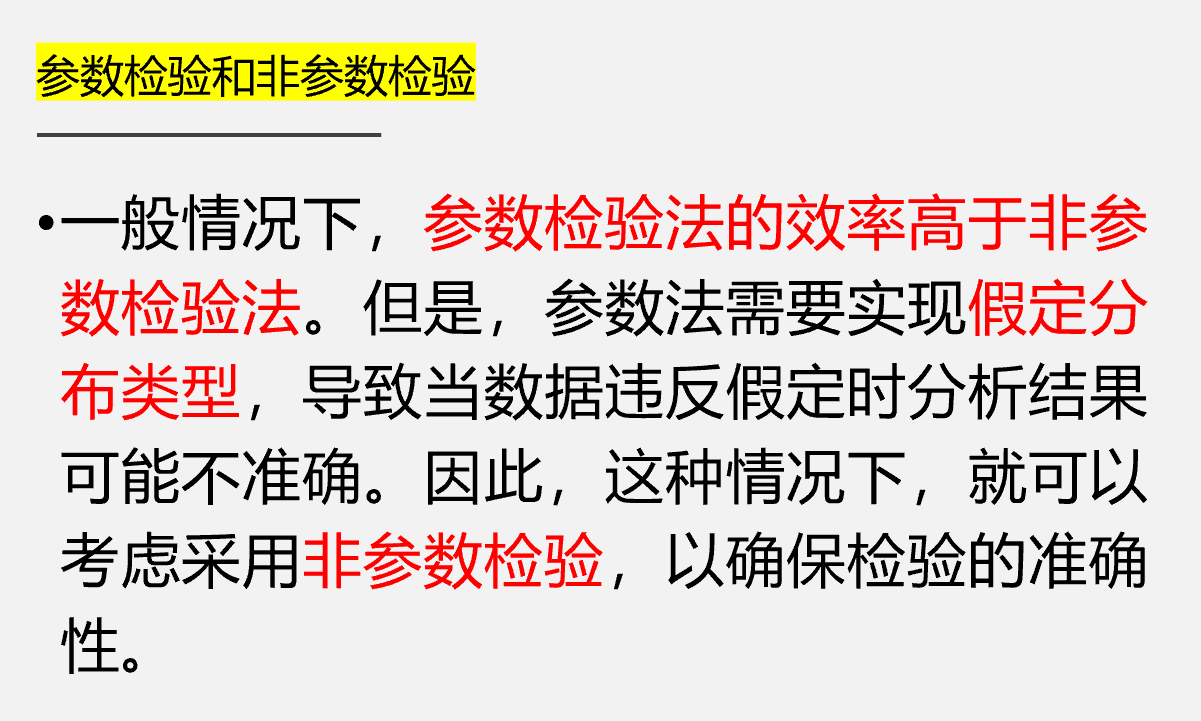 参数检验和非参数检验
•一般情况下，参数检验法的效率高于非参
数检验法。但是，参数法需要实现假定分
布类型，导致当数据违反假定时分析结果
可能不准确。因此，这种情况下，就可以
考虑采用非参数检验，以确保检验的准确
性。